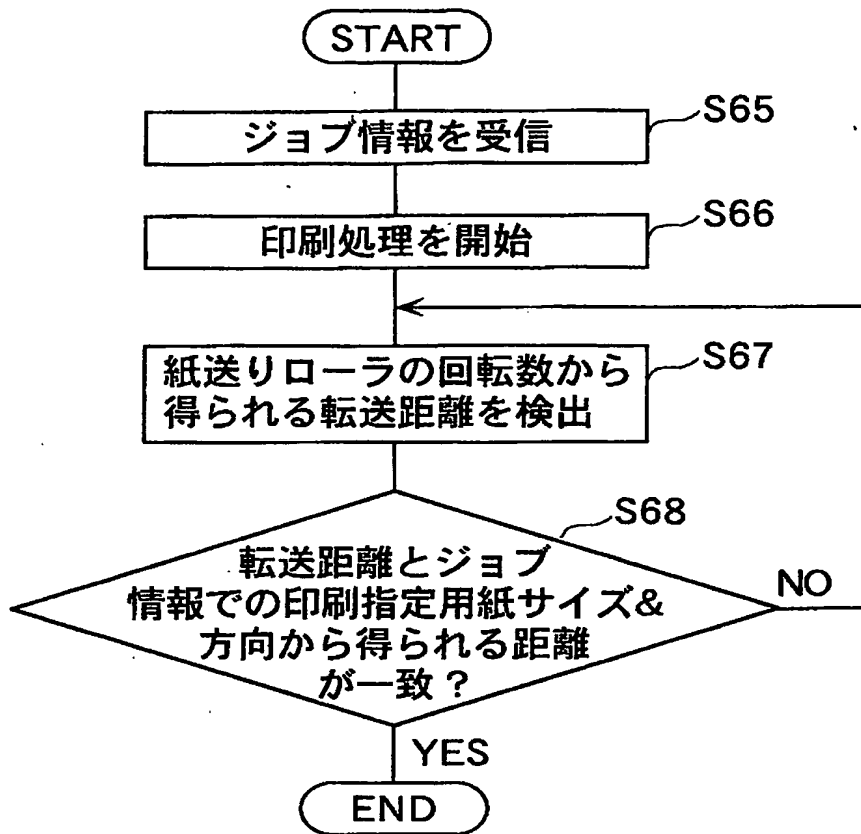 START
S65
ジョブ情報を受信
S66
印刷処理を開始
S67
紙送りローラの回転数から
得られる転送距離を検出
S68
転送距離とジョブ
情報での印刷指定用紙サイズ&
方向から得られる距離
が一致?
NO
YES
END